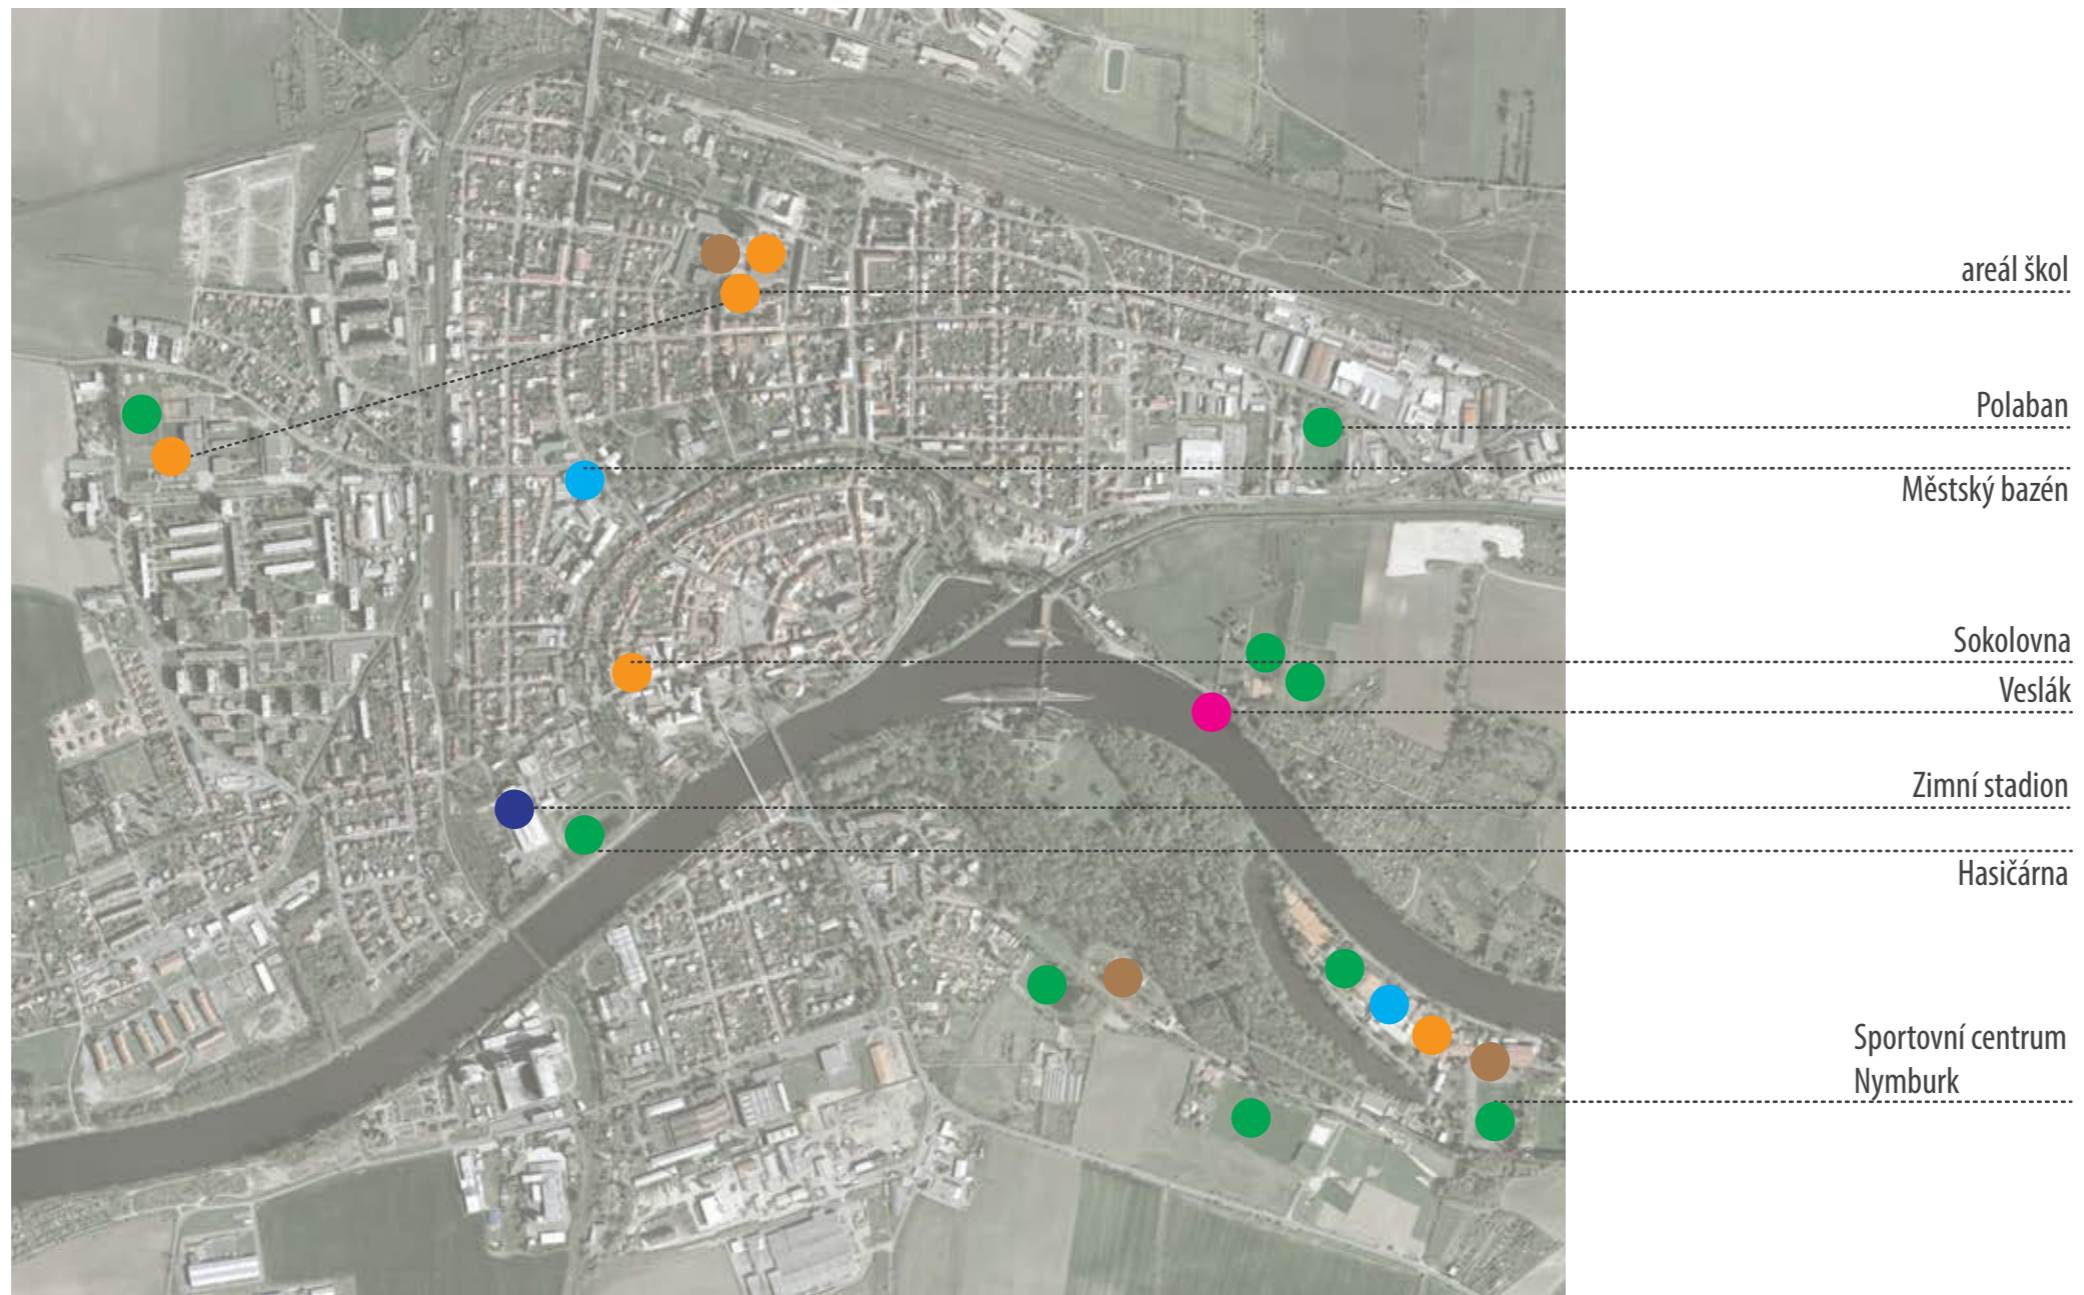 areál škol
Polaban
Městský bazén
Sokolovna
Veslák
Zimní stadion
Hasičárna
Sportovní centrum
Nymburk